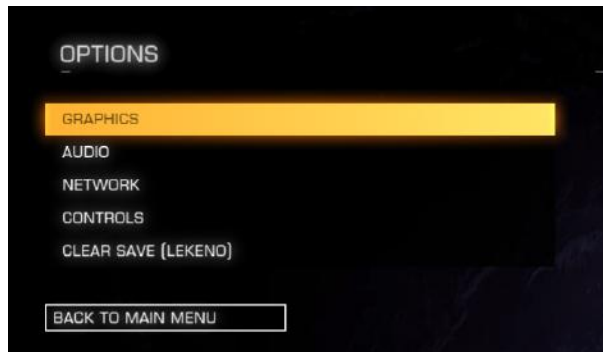 OPTIONS
GRAPHICS
AUDIO
NETWORK
CONTROLS
CLEAR SAVE (LEKENO)
BACK TO MAIN MENU